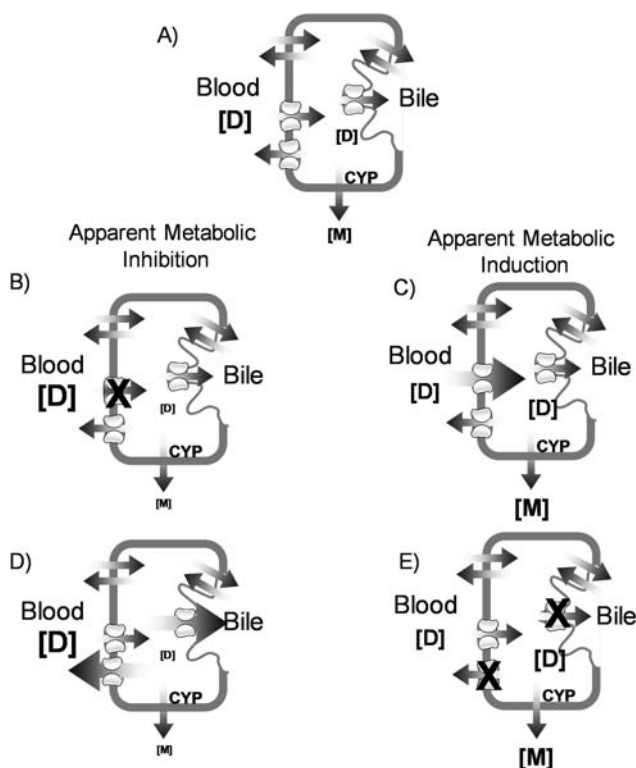 A)
Blood
[D]
[D]
Bile
CYP
[M]
Apparent Metabolic
Inhibition
Apparent Metabolic
Induction
B)
Blood
[D]
X
[D]
Bile
CYP
[M]
C)
Blood
[D]
[D]
Bile
CYP
[M]
D)
Blood
[D]
[D]
Bile
CYP
[M]
E)
Blood
[D]
X
X
[D]
Bile
CYP
[M]